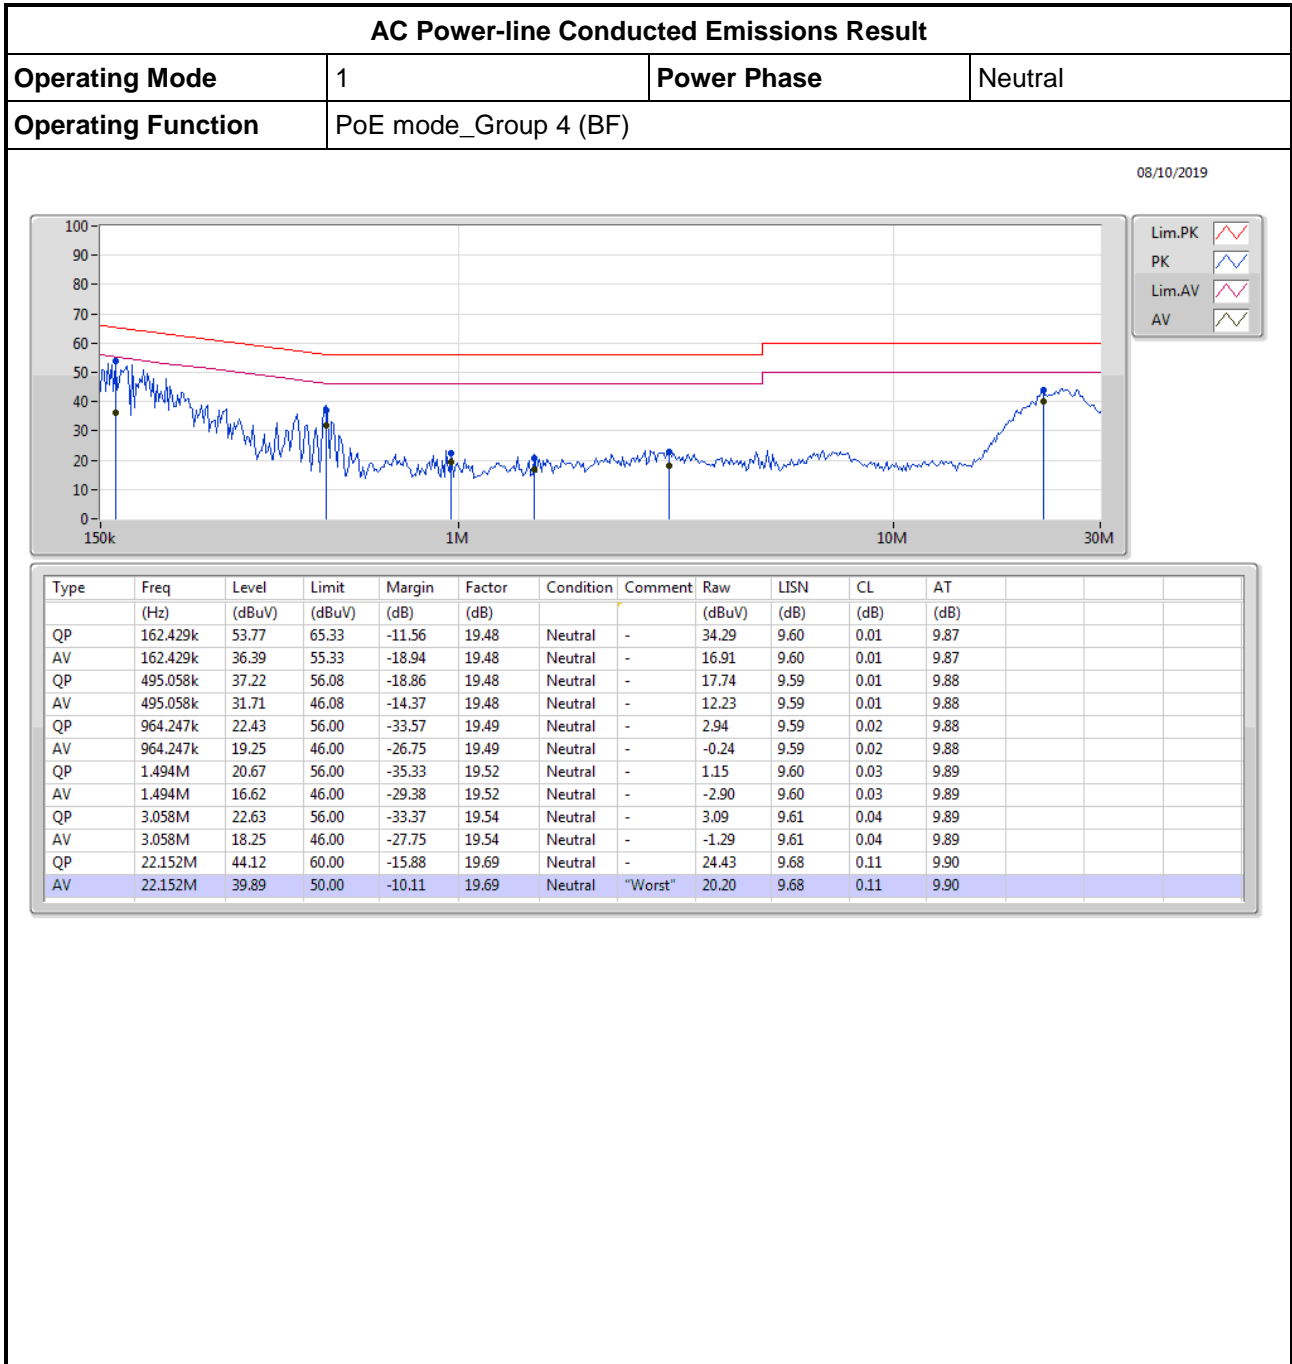 AC Power-line Conducted Emissions Result
Operating Mode 1 Power Phase Neutral
Operating Function PoE mode_Group 4 (BF)
08/10/2019
100
90
80
70
60
50
40
30
20
10
0
150k 1M 10M 30M
Lim.PK
PK
Lim.AV
AV
Type Freq Level Limit Margin Factor Condition Comment Raw LISN CL AT
(Hz) (dBuV) (dBuV) (dB) (dB) (dBuV) (dB) (dB) (dB)
QP 162.429k 53.77 65.33 -11.56 19.48 Neutral - 34.29 9.60 0.01 9.87
AV 162.429k 36.39 55.33 -18.94 19.48 Neutral - 16.91 9.60 0.01 9.87
QP 495.058k 37.22 56.08 -18.86 19.48 Neutral - 17.74 9.59 0.01 9.88
AV 495.058k 31.71 46.08 -14.37 19.48 Neutral - 12.23 9.59 0.01 9.88
QP 964.247k 22.43 56.00 -33.57 19.49 Neutral - 2.94 9.59 0.02 9.88
AV 964.247k 19.25 46.00 -26.75 19.49 Neutral - -0.24 9.59 0.02 9.88
QP 1.494M 20.67 56.00 -35.33 19.52 Neutral - 1.15 9.60 0.03 9.89
AV 1.494M 16.62 46.00 -29.38 19.52 Neutral - -2.90 9.60 0.03 9.89
QP 3.058M 22.63 56.00 -33.37 19.54 Neutral - 3.09 9.61 0.04 9.89
AV 3.058M 18.25 46.00 -27.75 19.54 Neutral - -1.29 9.61 0.04 9.89
QP 22.152M 44.12 60.00 -15.88 19.69 Neutral - 24.43 9.68 0.11 9.90
AV 22.152M 39.89 50.00 -10.11 19.69 Neutral "Worst" 20.20 9.68 0.11 9.90